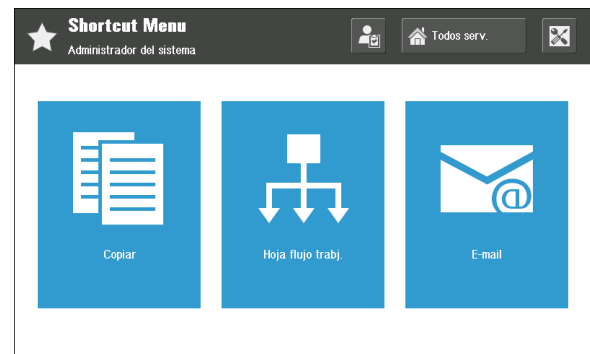 Shortcut Menu
Administrador del sistema
Todos serv.
Copiar
Hoja flujo trabj.
E-mail